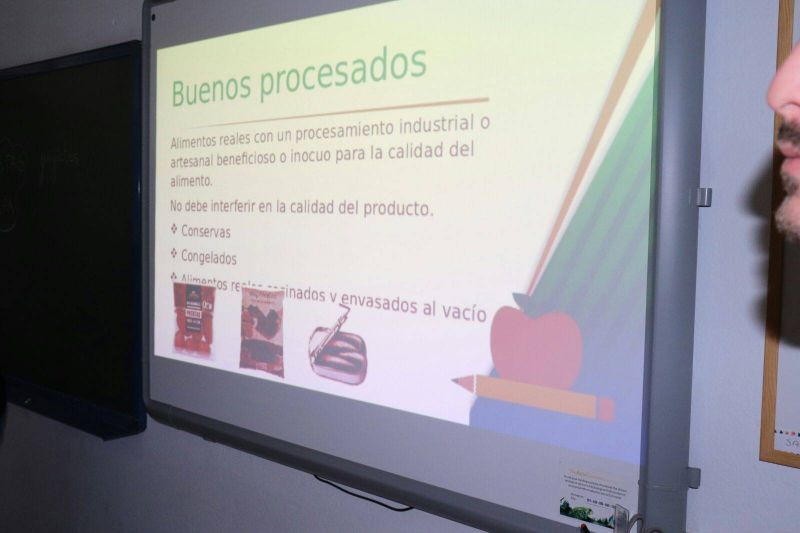 Buenos procesados
Alimentos reales con un procesamiento industrial o
artesanal beneficioso o inocuo para la calidad del
alimento.
No debe interferir en la calidad del producto.
❖ Conservas
❖ Congelados
❖ Alimentos reales cocinados y envasados al vacío